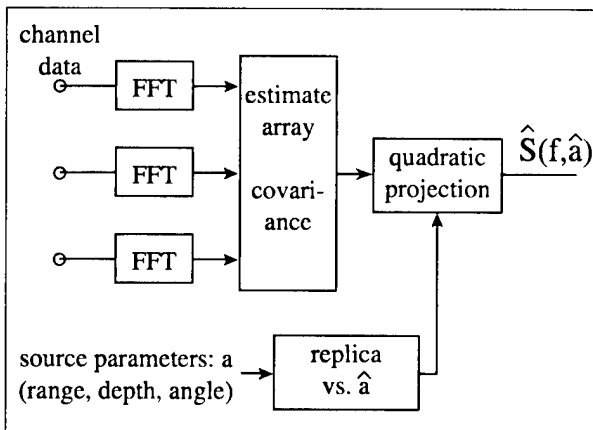 channel
data
FFT
FFT
FFT
estimate
array
covari-
ance
quadratic
projection
Ŝ(f,â)
source parameters: a
(range, depth, angle)
replica
vs. â